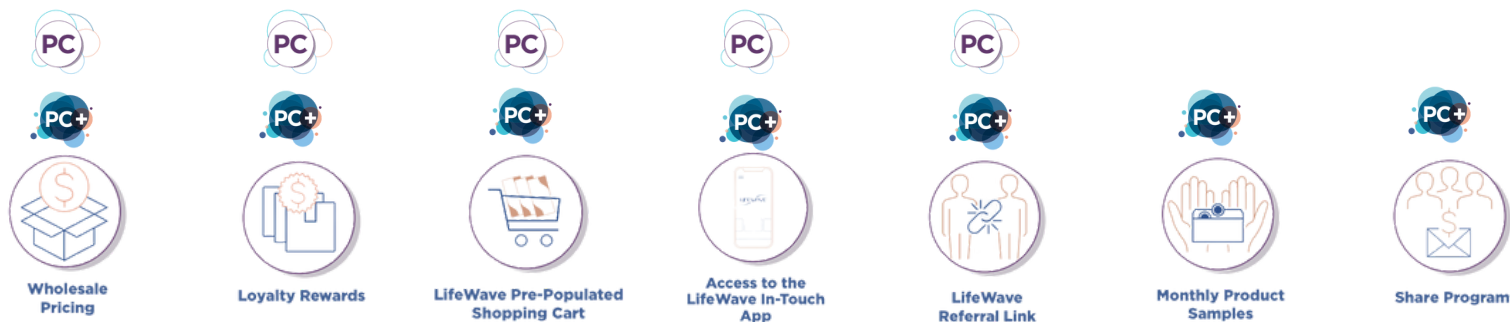 PC
PC
PC
PC
PC
PC+
PC+
PC+
PC+
PC+
PC+
PC+
$
$
LIFEWAVE
$
Wholesale
Pricing
Loyalty Rewards
LifeWave Pre-Populated
Shopping Cart
Access to the
LifeWave In-Touch
App
LifeWave
Referral Link
Monthly Product
Samples
Share Program